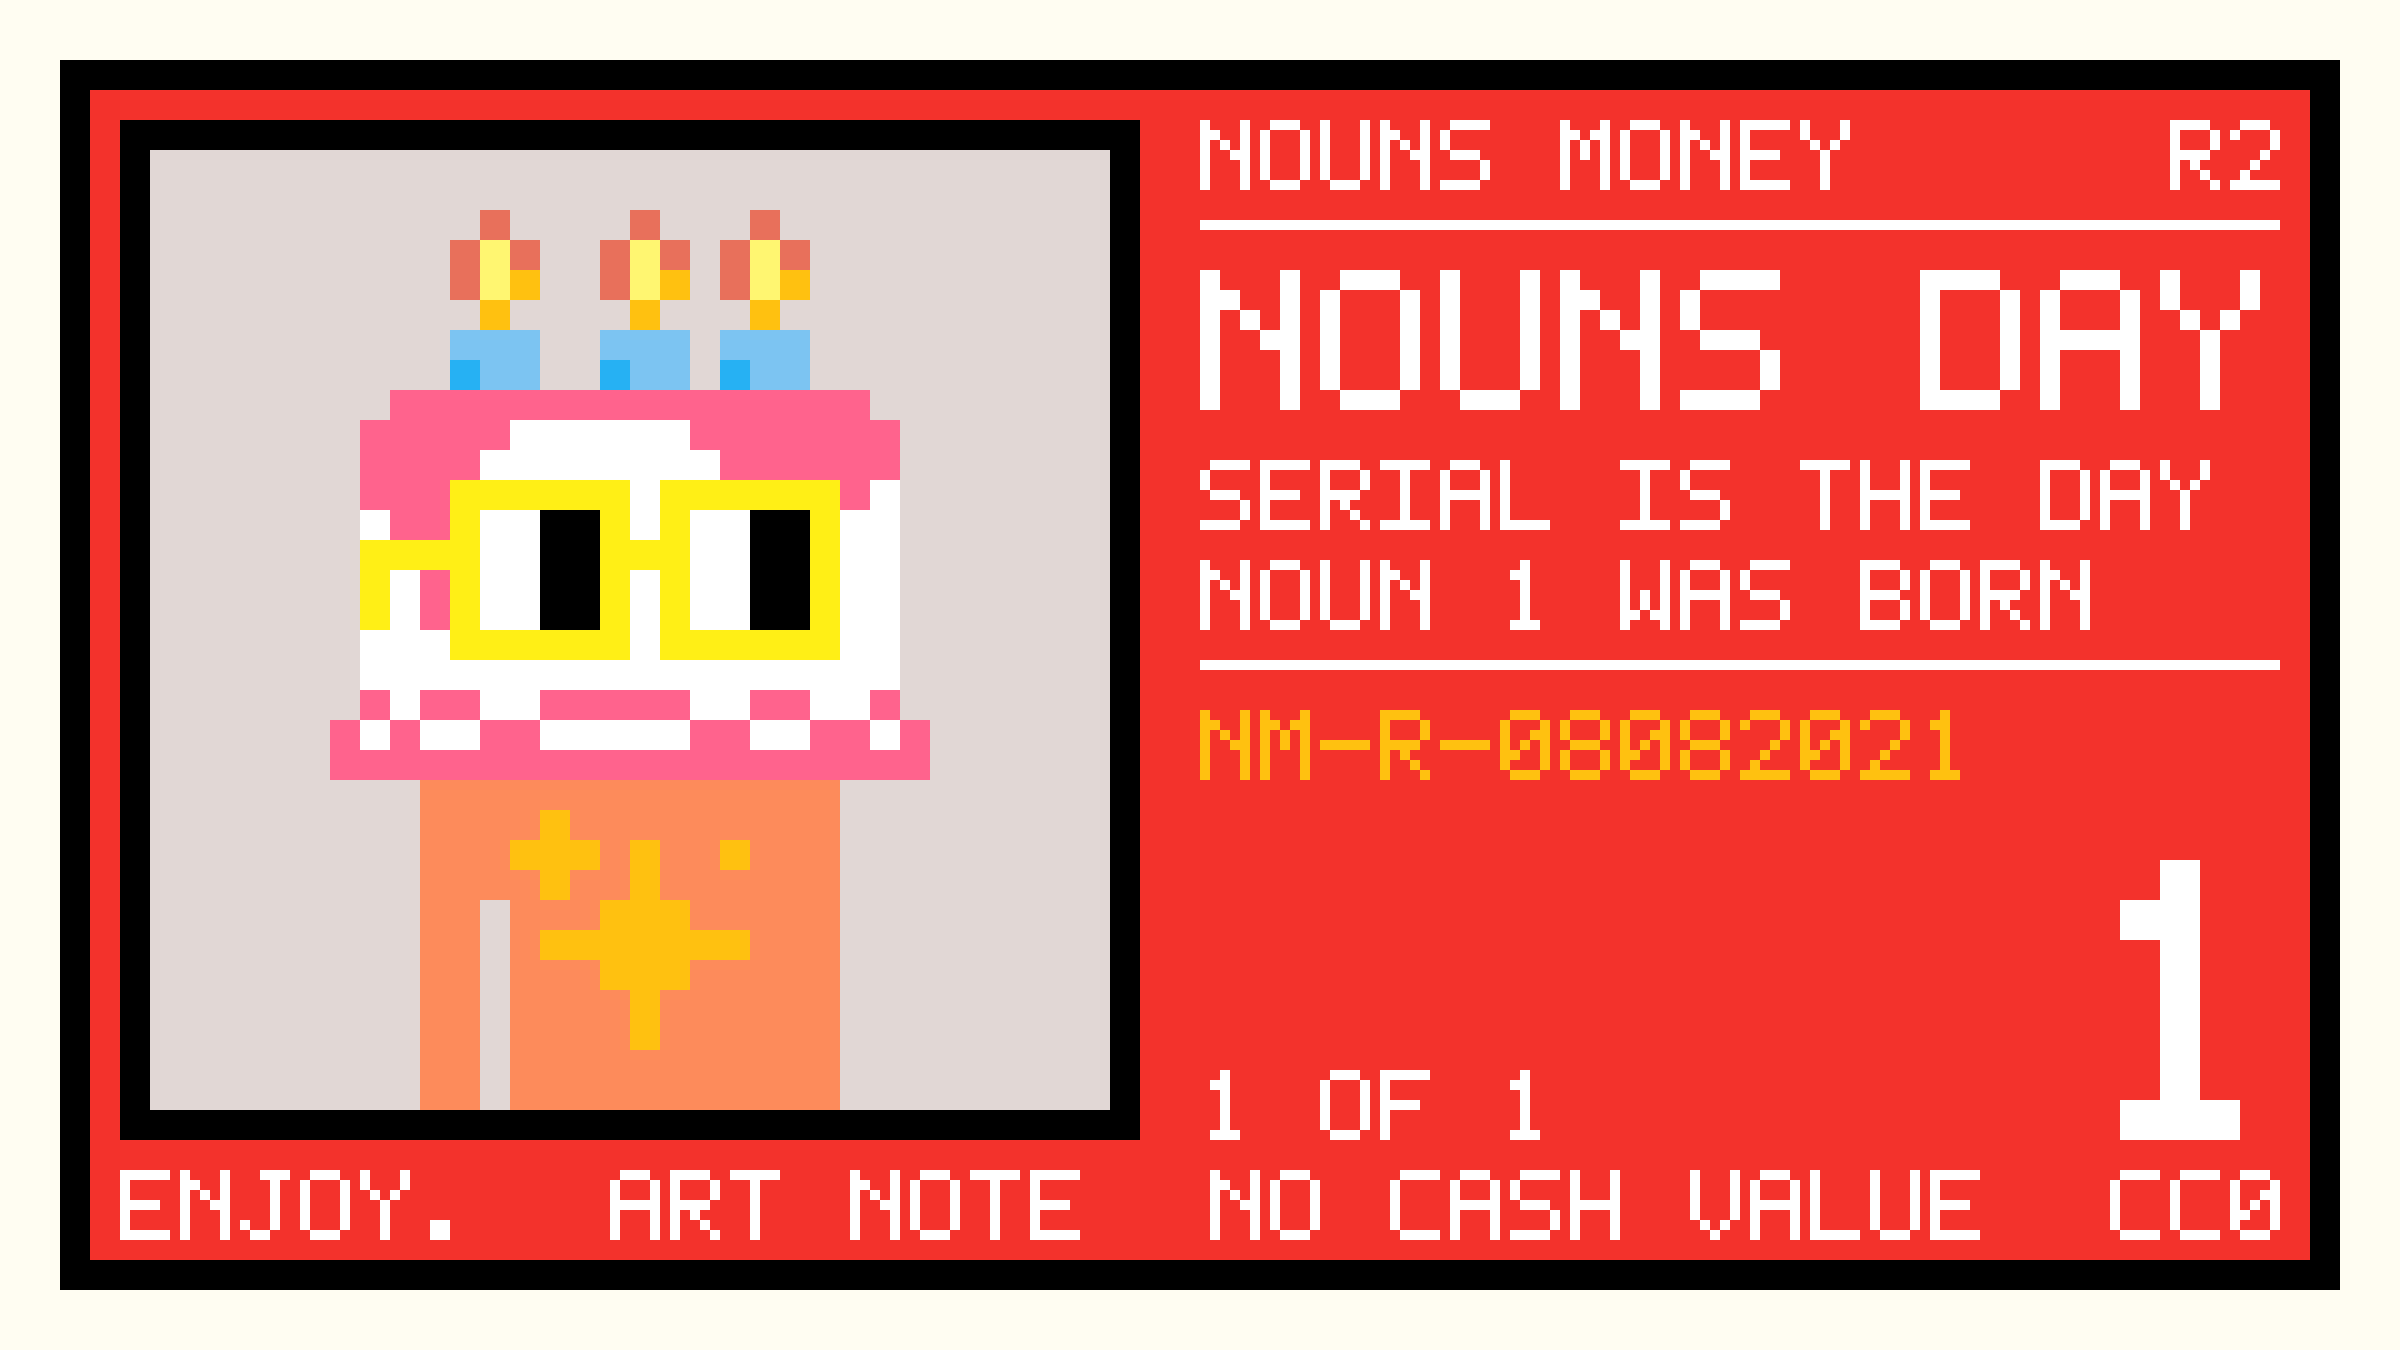 NOUNS MONEY R2
NOUNS DAY
SERIAL IS THE DAY
NOUN 1 WAS BORN
NM-R-08082021
1
1 OF 1
ENJOY. ART NOTE NO CASH VALUE CC0